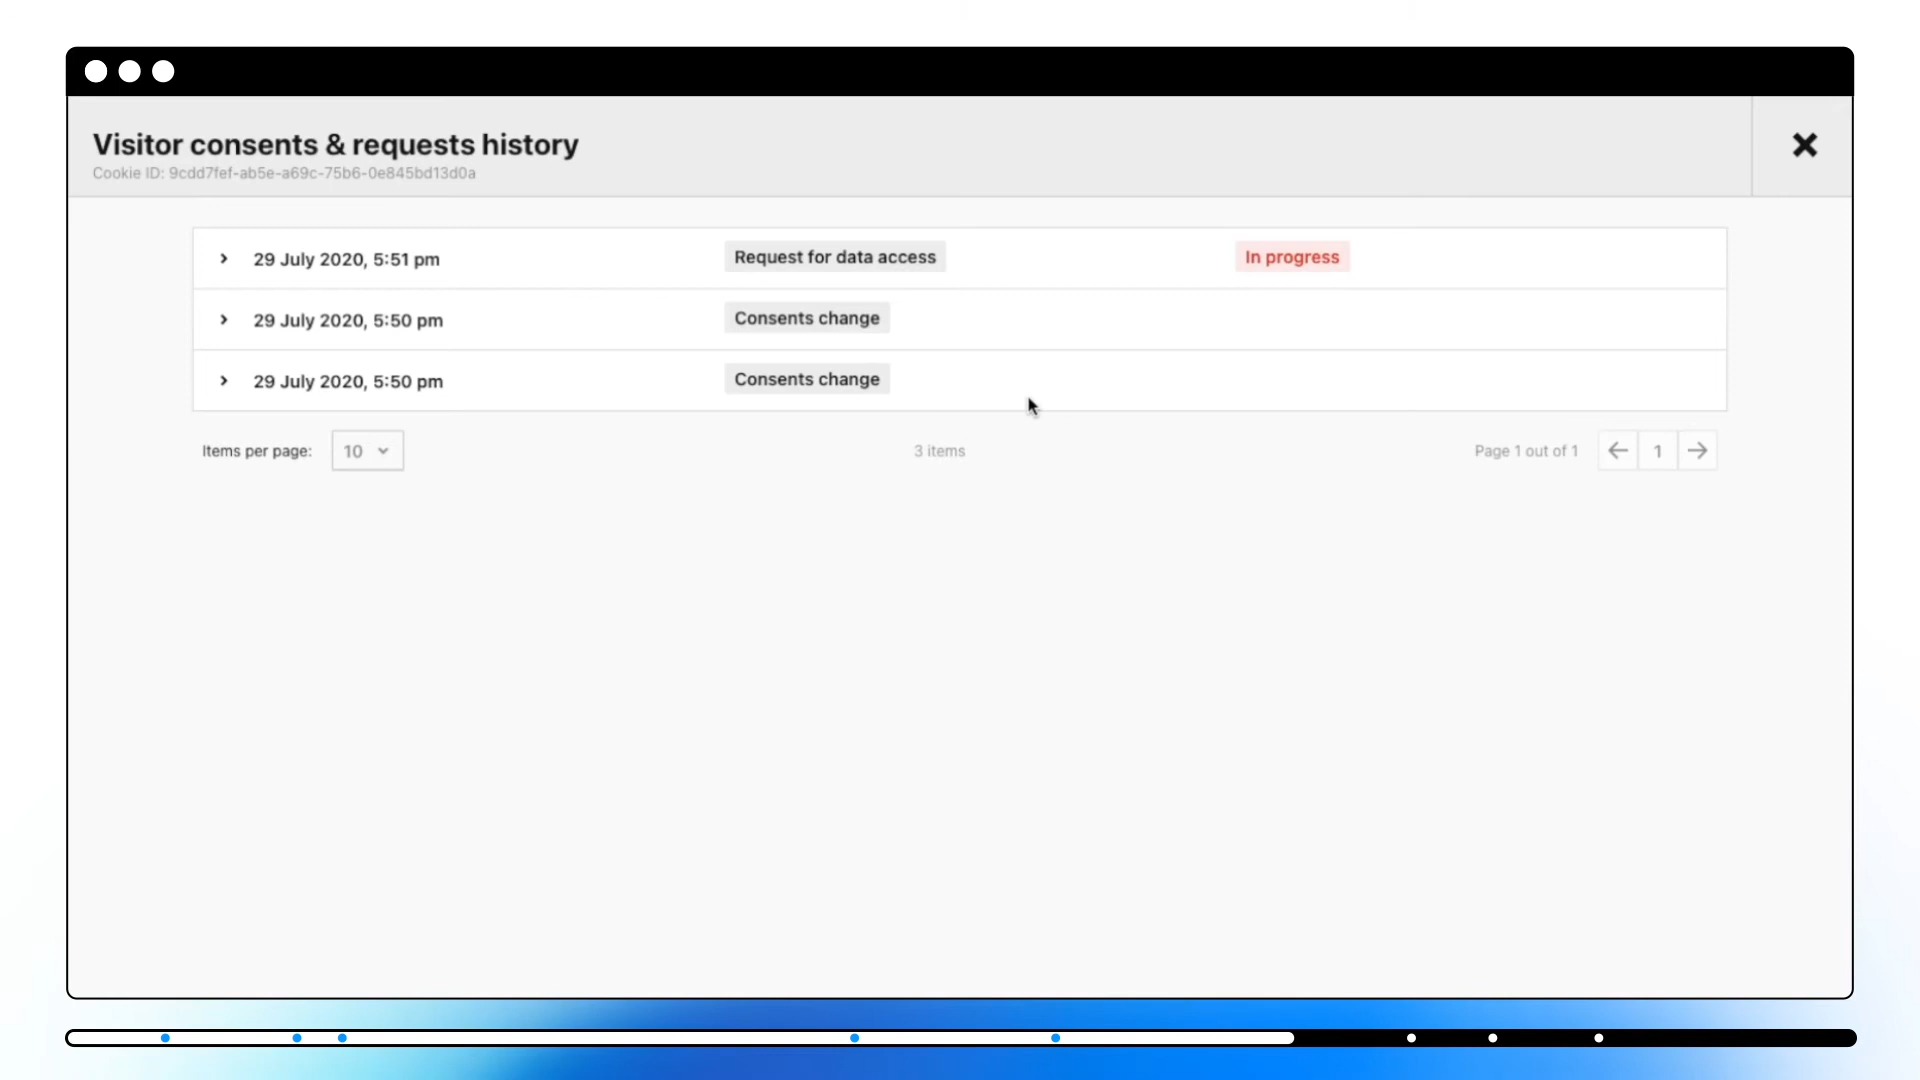 Visitor consents & requests history
Cookie ID: 9cdd7fef-ab5e-a69c-75b6-0e845bd13d0a
29 July 2020, 5:51 pm Request for data access In progress
29 July 2020, 5:50 pm Consents change
29 July 2020, 5:50 pm Consents change
Items per page: 10 3 items Page 1 out of 1 1